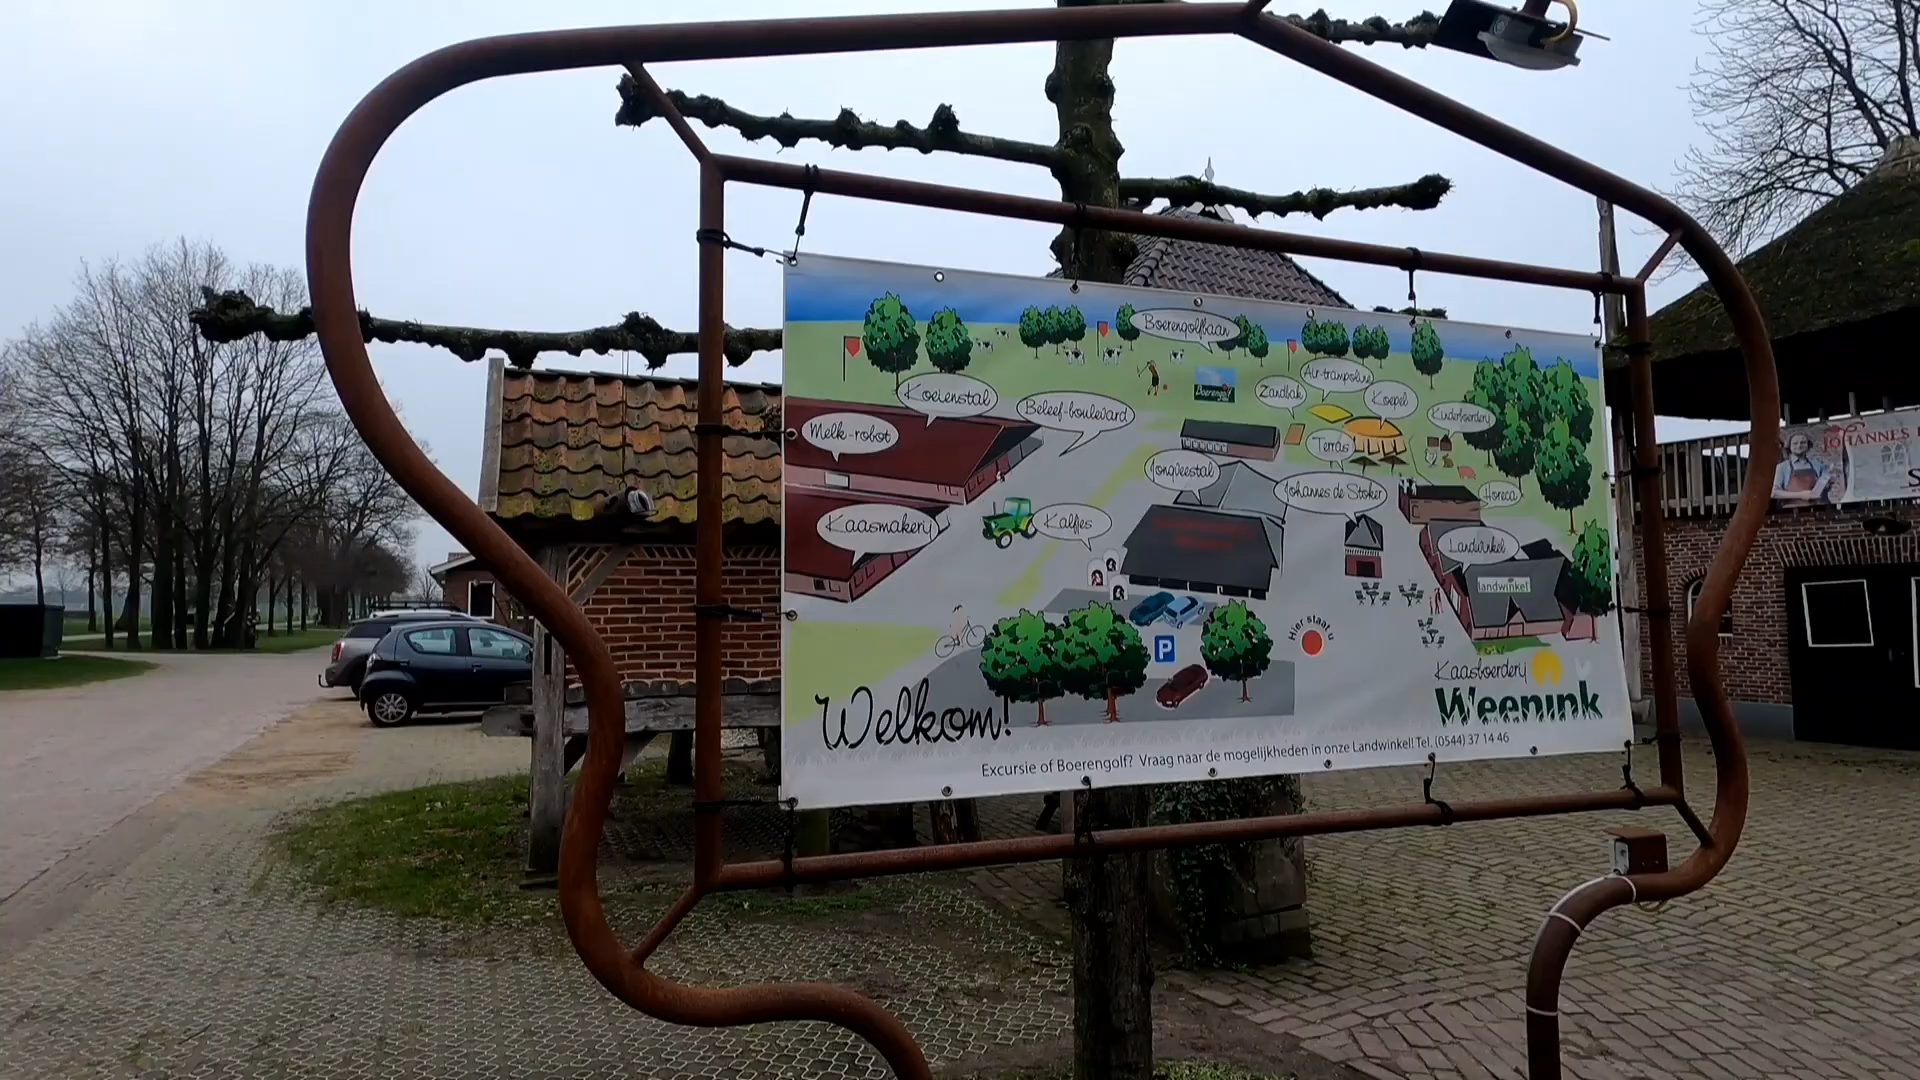 Boerengolfbaan
Air-trampoline
Koeienstal
Zandbak
Koepel
Boerengolf
Beleef-boulevard
Kinderboerderij
Melk-robot
Terras
Jongveestal
Johannes de Stoker
Horeca
Kaasmakerij
Kalfjes
Landwinkel
landwinkel
P
Hier staat u
Kaasboerderij
Weenink
Welkom!
Excursie of Boerengolf? Vraag naar de mogelijkheden in onze Landwinkel! Tel. (0544) 37 14 46
JOHANNES